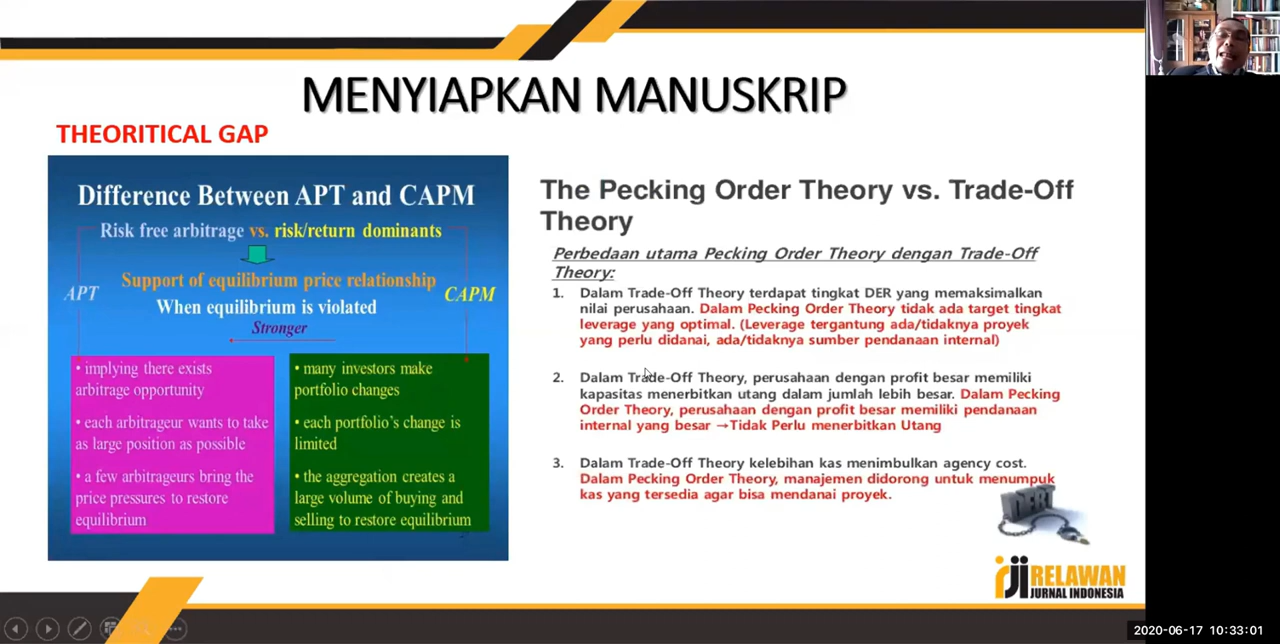 MENYIAPKAN MANUSKRIP
THEORITICAL GAP
Difference Between APT and CAPM
Risk free arbitrage vs. risk/return dominants
Support of equilibrium price relationship
APT
CAPM
When equilibrium is violated
Stronger
• implying there exists
arbitrage opportunity
• each arbitrageur wants to take
as large position as possible
• a few arbitrageurs bring the
price pressures to restore
equilibrium
• many investors make
portfolio changes
• each portfolio's change is
limited
• the aggregation creates a
large volume of buying and
selling to restore equilibrium
The Pecking Order Theory vs. Trade-Off
Theory
Perbedaan utama Pecking Order Theory dengan Trade-Off
Theory:
1. Dalam Trade-Off Theory terdapat tingkat DER yang memaksimalkan
nilai perusahaan. Dalam Pecking Order Theory tidak ada target tingkat
leverage yang optimal. (Leverage tergantung ada/tidaknya proyek
yang perlu didanai, ada/tidaknya sumber pendanaan internal)
2. Dalam Trade-Off Theory, perusahaan dengan profit besar memiliki
kapasitas menerbitkan utang dalam jumlah lebih besar. Dalam Pecking
Order Theory, perusahaan dengan profit besar memiliki pendanaan
internal yang besar →Tidak Perlu menerbitkan Utang
3. Dalam Trade-Off Theory kelebihan kas menimbulkan agency cost.
Dalam Pecking Order Theory, manajemen didorong untuk menumpuk
kas yang tersedia agar bisa mendanai proyek.
DEBT
RELAWAN
JURNAL INDONESIA
2020-06-17 10:33:01